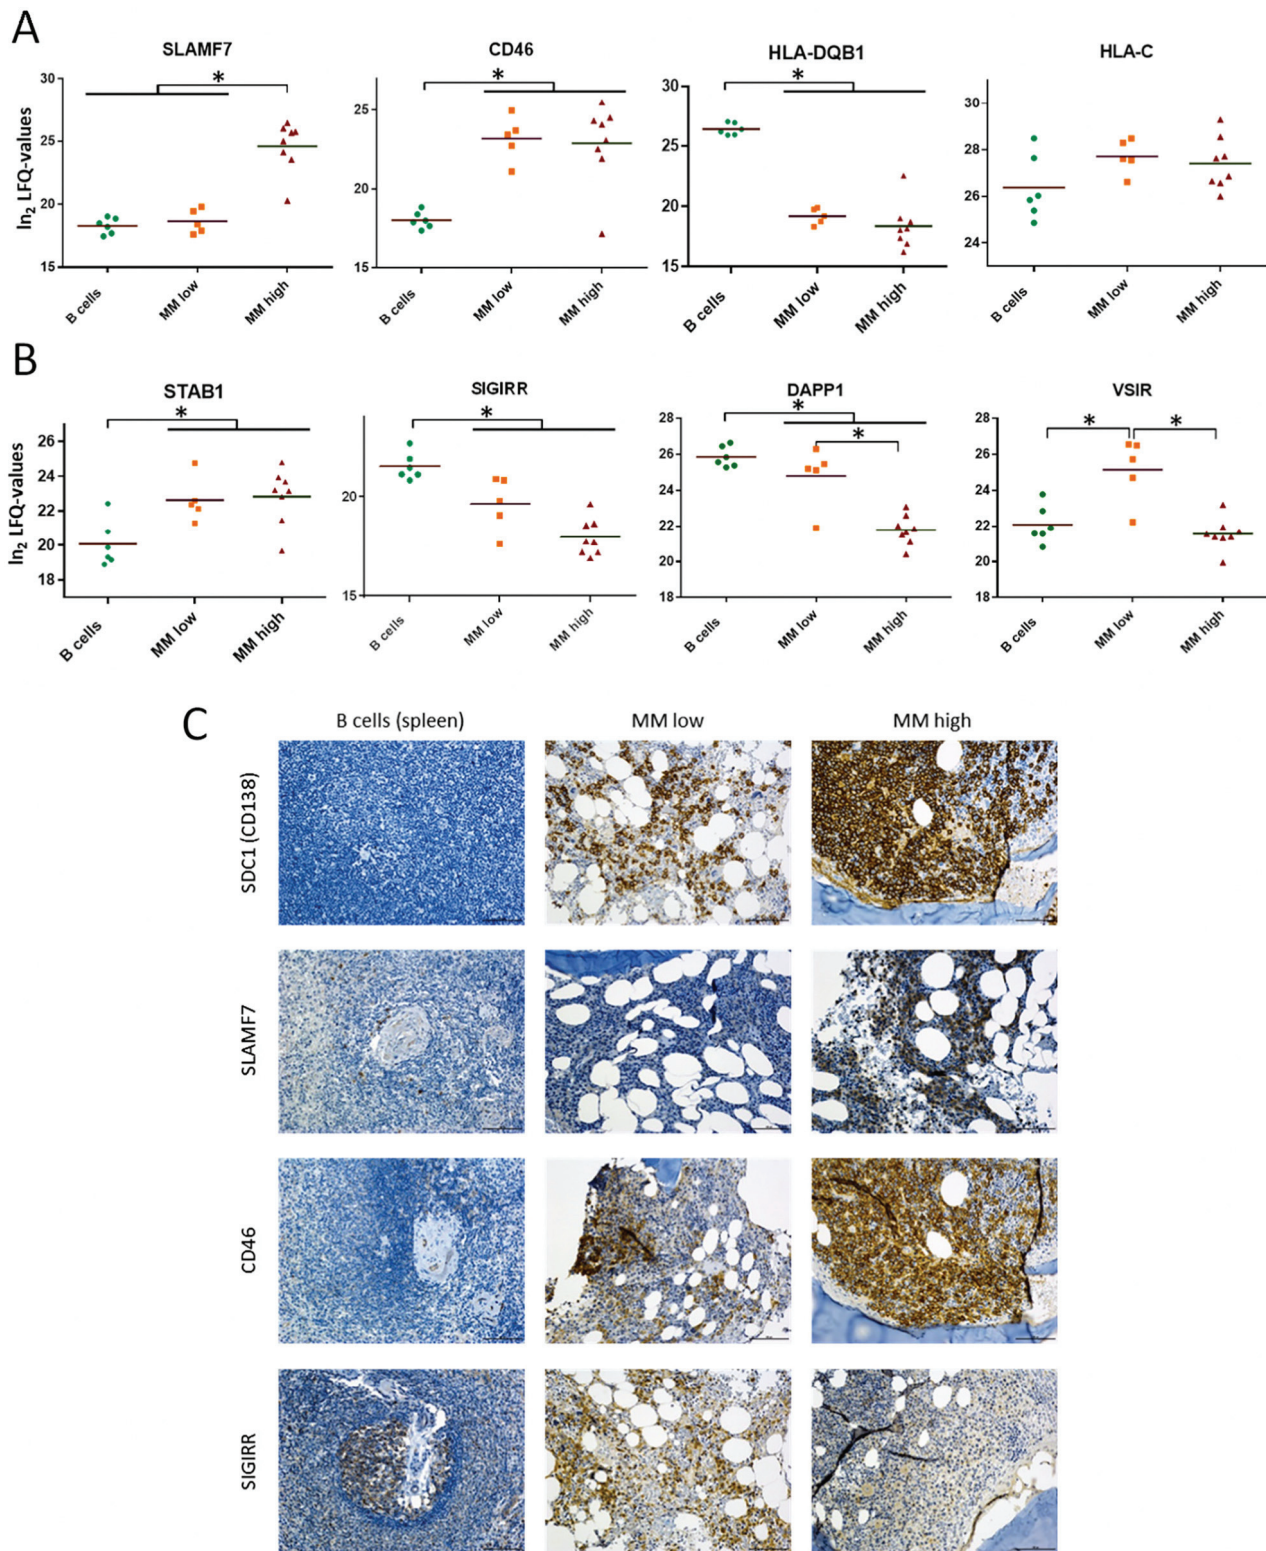 A
SLAMF7
CD46
HLA-DQB1
HLA-C
ln₂ LFQ-values
30
25
20
15
*
B cells
MM low
MM high
25
20
15
*
B cells
MM low
MM high
30
25
20
15
*
B cells
MM low
MM high
30
28
26
24
B cells
MM low
MM high
B
STAB1
SIGIRR
DAPP1
VSIR
ln₂ LFQ-values
26
24
22
20
18
*
B cells
MM low
MM high
20
15
*
B cells
MM low
MM high
28
26
24
22
20
18
*
*
B cells
MM low
MM high
28
26
24
22
20
18
*
*
B cells
MM low
MM high
C
B cells (spleen)
MM low
MM high
SDC1 (CD138)
SLAMF7
CD46
SIGIRR